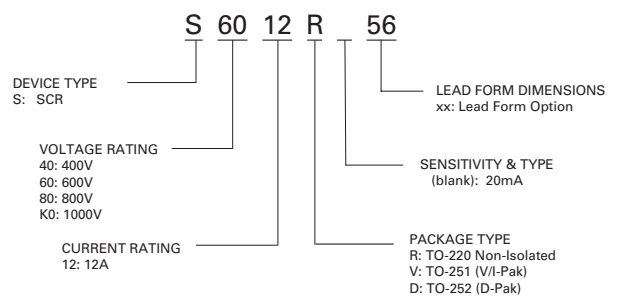 S 60 12 R _ 56
DEVICE TYPE
S: SCR
VOLTAGE RATING
40: 400V
60: 600V
80: 800V
K0: 1000V
CURRENT RATING
12: 12A
LEAD FORM DIMENSIONS
xx: Lead Form Option
SENSITIVITY & TYPE
(blank): 20mA
PACKAGE TYPE
R: TO-220 Non-Isolated
V: TO-251 (V/I-Pak)
D: TO-252 (D-Pak)